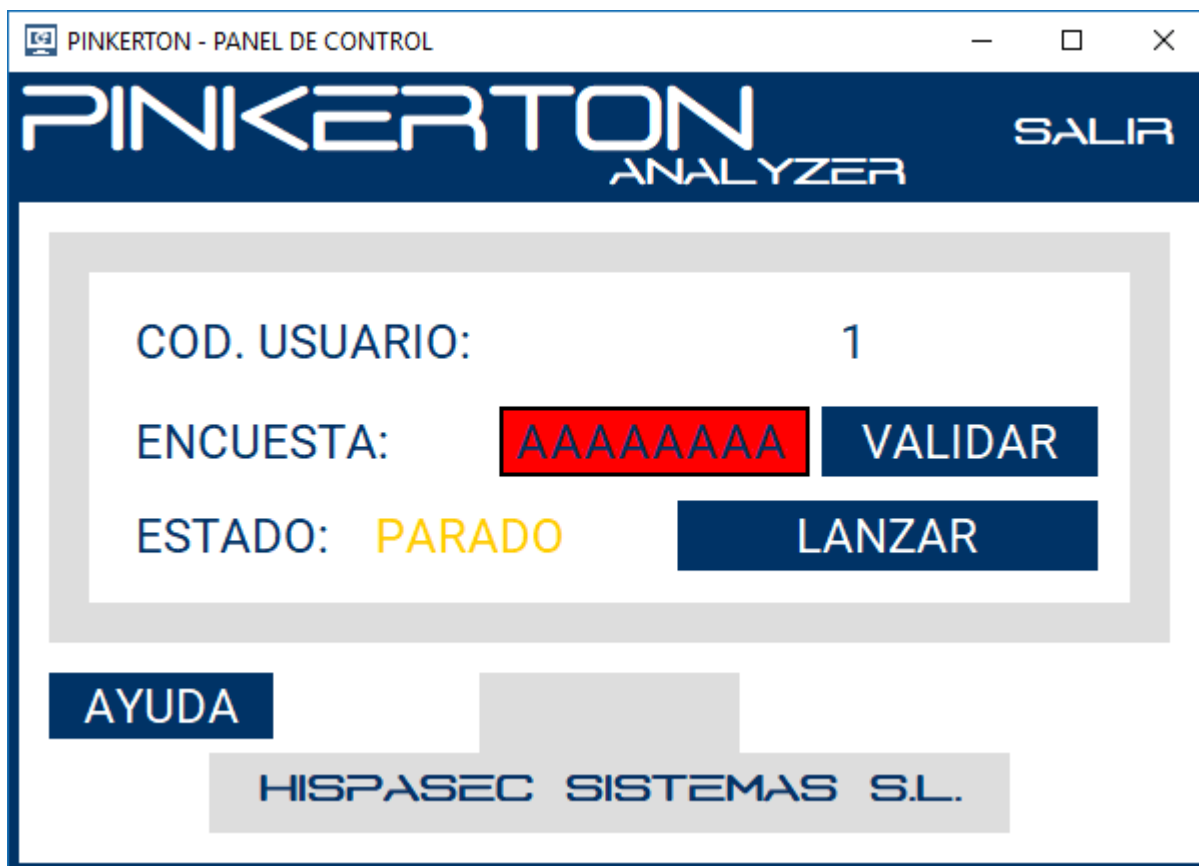 PINKERTON - PANEL DE CONTROL
PINKERTON
ANALYZER
SALIR
COD. USUARIO: 1
ENCUESTA: AAAAAAAA VALIDAR
ESTADO: PARADO LANZAR
AYUDA
HISPASEC SISTEMAS S.L.